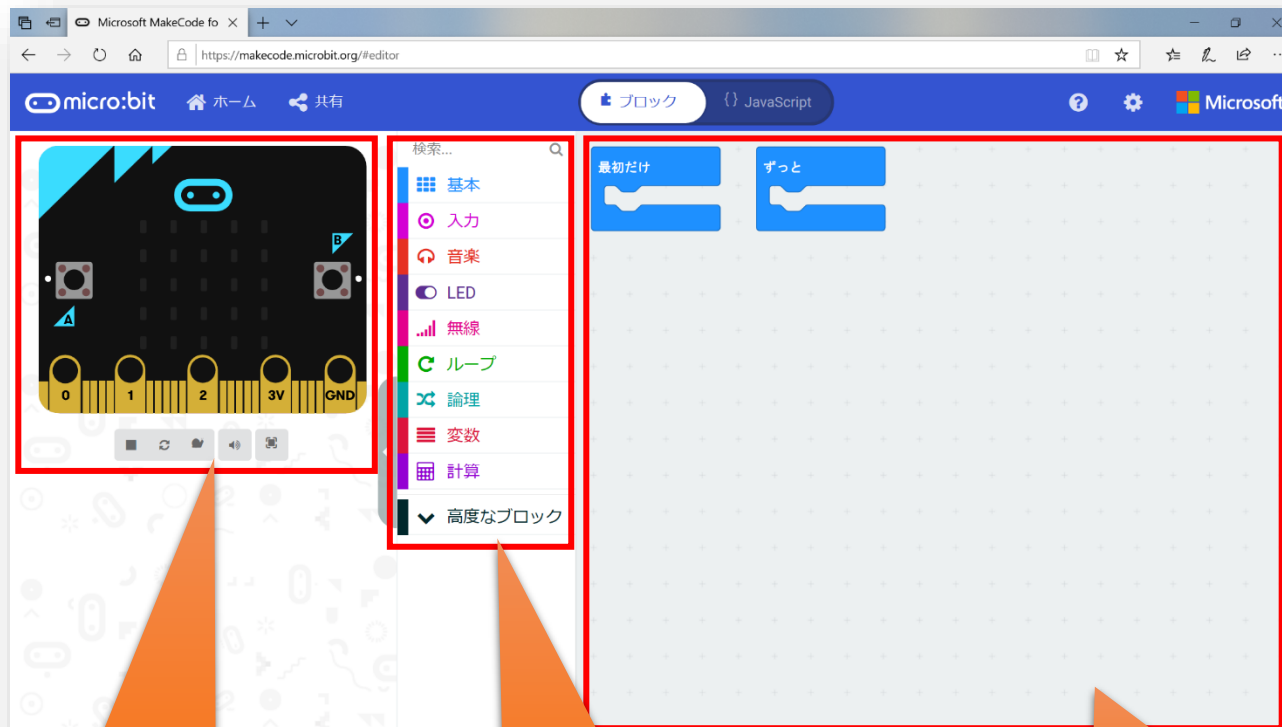 Microsoft MakeCode fo
https://makecode.microbit.org/#editor
micro:bit
ホーム
共有
ブロック
{} JavaScript
Microsoft
検索...
基本
入力
音楽
LED
無線
ループ
論理
変数
計算
高度なブロック
B
A
0
1
2
3V
GND
最初だけ
ずっと